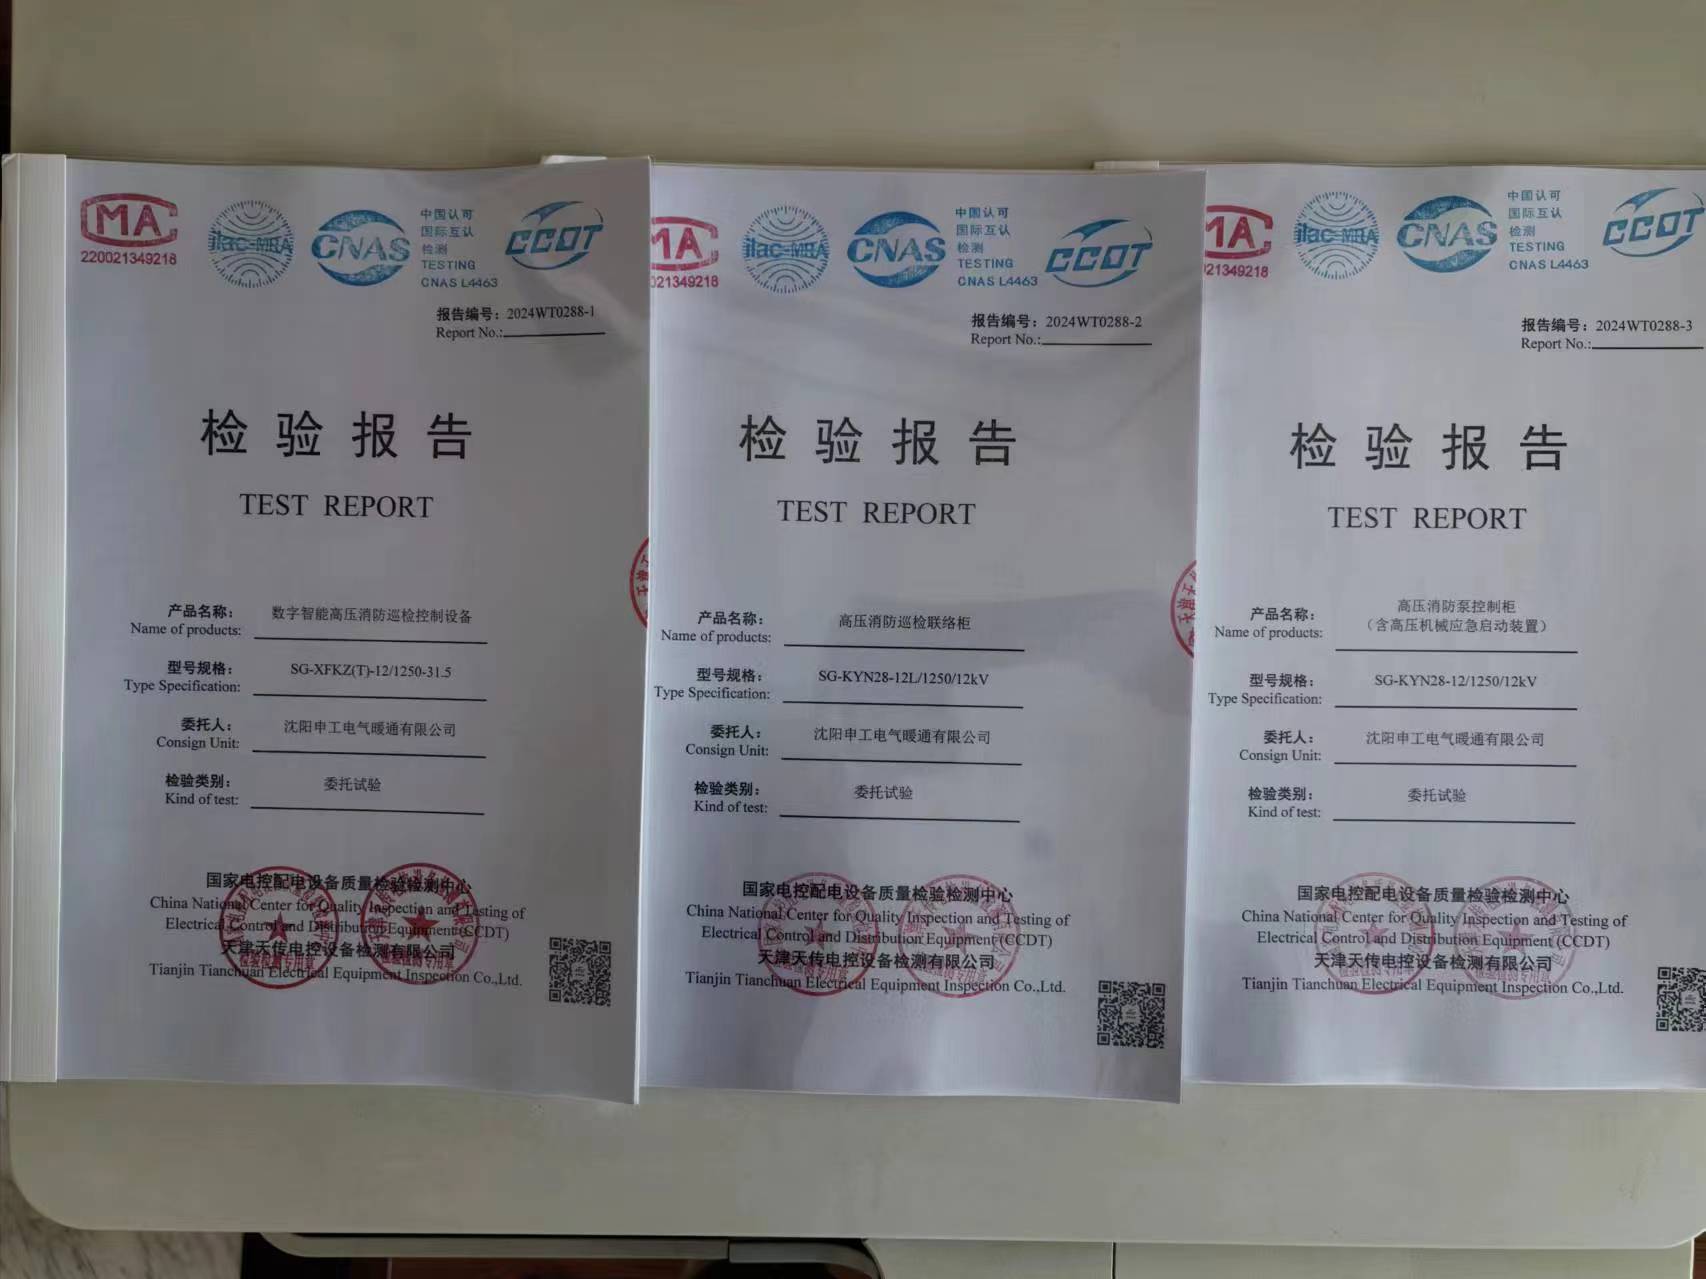 MA
220021349218
ilac-MRA
CNAS
中国认可
国际互认
检测
TESTING
CNAS L4463
CCDT
报告编号：2024WT0288-1
Report No.:
检验报告
TEST REPORT
产品名称： 数字智能高压消防巡检控制设备
Name of products:
型号规格： SG-XFKZ(T)-12/1250-31.5
Type Specification:
委托人： 沈阳申工电气暖通有限公司
Consign Unit:
检验类别： 委托试验
Kind of test:
国家电控配电设备质量检验检测中心
China National Center for Quality Inspection and Testing of
Electrical Control and Distribution Equipment (CCDT)
天津天传电控设备检测有限公司
Tianjin Tianchuan Electrical Equipment Inspection Co.,Ltd.
检验检测专用章
MA
021349218
ilac-MRA
CNAS
中国认可
国际互认
检测
TESTING
CNAS L4463
CCDT
报告编号：2024WT0288-2
Report No.:
检验报告
TEST REPORT
产品名称： 高压消防巡检联络柜
Name of products:
型号规格： SG-KYN28-12L/1250/12kV
Type Specification:
委托人： 沈阳申工电气暖通有限公司
Consign Unit:
检验类别： 委托试验
Kind of test:
国家电控配电设备质量检验检测中心
China National Center for Quality Inspection and Testing of
Electrical Control and Distribution Equipment (CCDT)
天津天传电控设备检测有限公司
Tianjin Tianchuan Electrical Equipment Inspection Co.,Ltd.
MA
021349218
ilac-MRA
CNAS
中国认可
国际互认
检测
TESTING
CNAS L4463
CCDT
报告编号：2024WT0288-3
Report No.:
检验报告
TEST REPORT
产品名称： 高压消防泵控制柜
（含高压机械应急启动装置）
Name of products:
型号规格： SG-KYN28-12/1250/12kV
Type Specification:
委托人： 沈阳申工电气暖通有限公司
Consign Unit:
检验类别： 委托试验
Kind of test:
国家电控配电设备质量检验检测中心
China National Center for Quality Inspection and Testing of
Electrical Control and Distribution Equipment (CCDT)
天津天传电控设备检测有限公司
Tianjin Tianchuan Electrical Equipment Inspection Co.,Ltd.